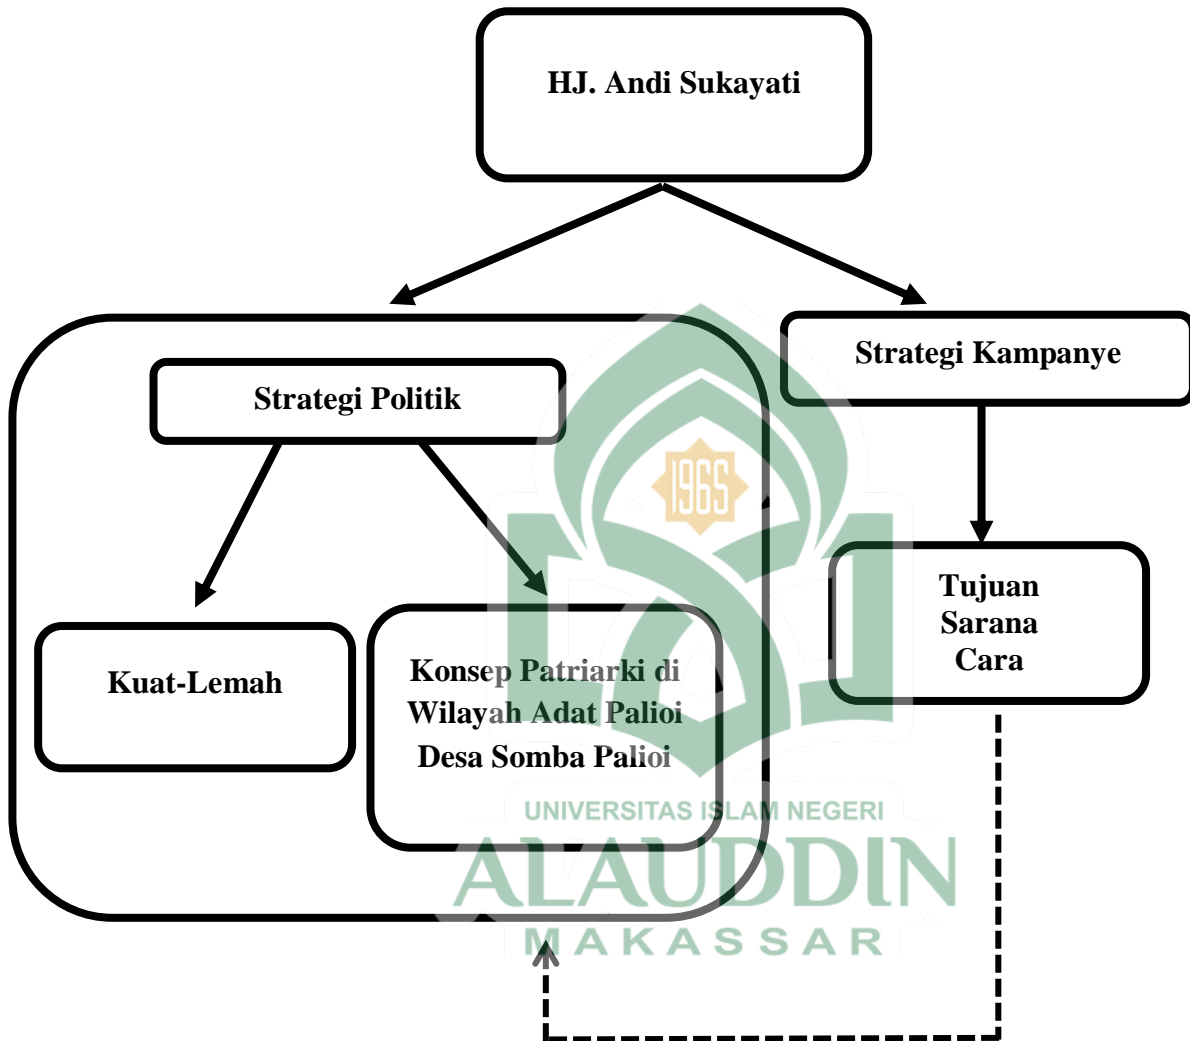 HJ. Andi Sukayati
Strategi Kampanye
Strategi Politik
1965
Tujuan
Sarana
Cara
Kuat-Lemah
Konsep Patriarki di
Wilayah Adat Palioi
Desa Somba Palioi
UNIVERSITAS ISLAM NEGERI
ALAUDDIN
MAKASSAR